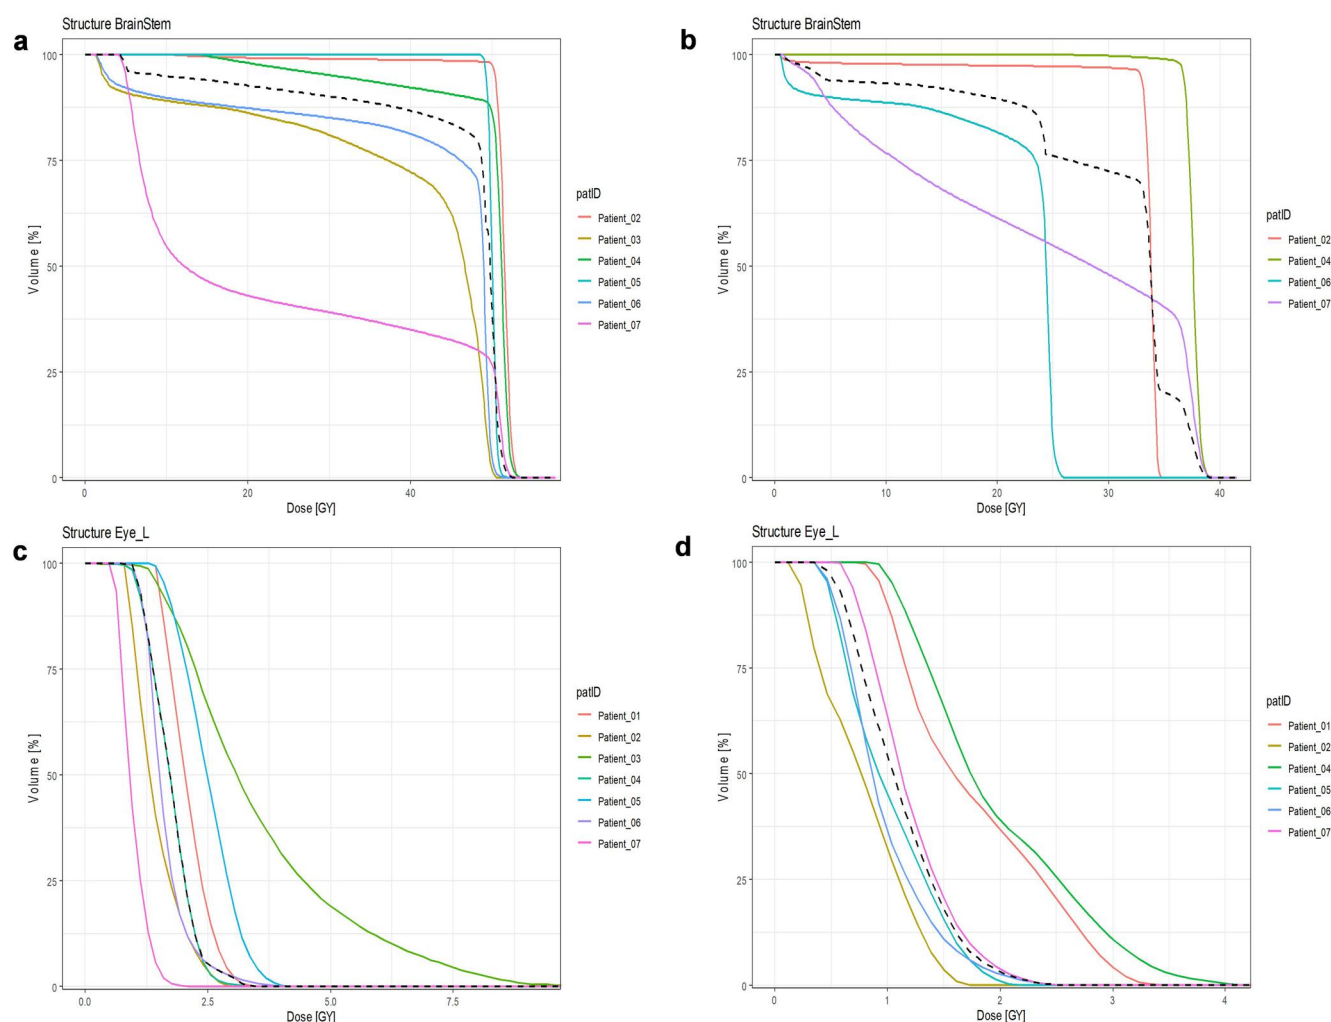 a
Structure BrainStem
Volume [%]
100
75
50
25
0
0 20 40
Dose [GY]
patID
Patient_02
Patient_03
Patient_04
Patient_05
Patient_06
Patient_07
b
Structure BrainStem
Volume [%]
100
75
50
25
0
0 10 20 30 40
Dose [GY]
patID
Patient_02
Patient_04
Patient_06
Patient_07
c
Structure Eye_L
Volume [%]
100
75
50
25
0
0.0 2.5 5.0 7.5
Dose [GY]
patID
Patient_01
Patient_02
Patient_03
Patient_04
Patient_05
Patient_06
Patient_07
d
Structure Eye_L
Volume [%]
100
75
50
25
0
0 1 2 3 4
Dose [GY]
patID
Patient_01
Patient_02
Patient_04
Patient_05
Patient_06
Patient_07